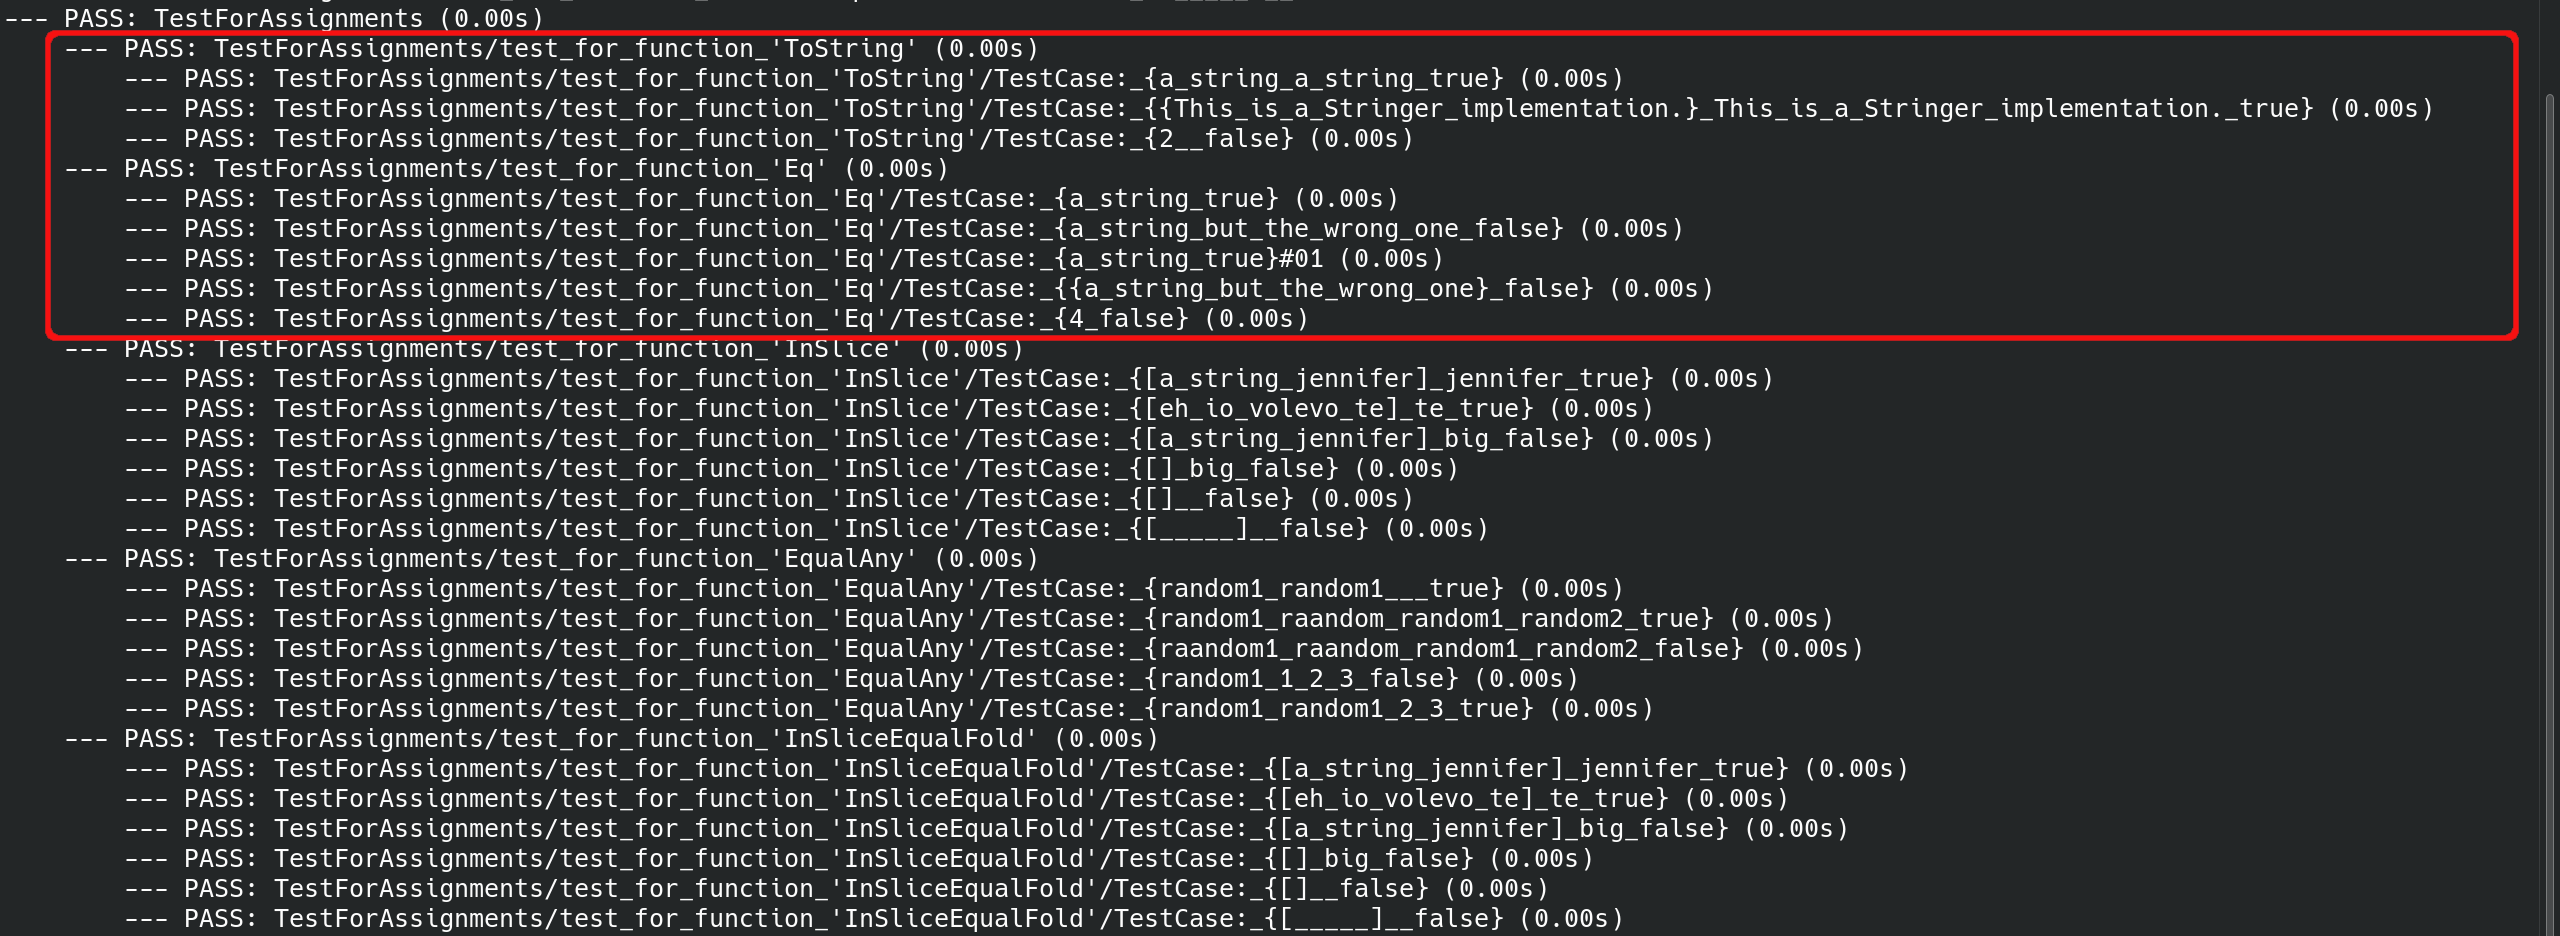 --- PASS: TestForAssignments (0.00s)
    --- PASS: TestForAssignments/test_for_function_'ToString' (0.00s)
        --- PASS: TestForAssignments/test_for_function_'ToString'/TestCase:_{a_string_a_string_true} (0.00s)
        --- PASS: TestForAssignments/test_for_function_'ToString'/TestCase:_{{This_is_a_Stringer_implementation.}_This_is_a_Stringer_implementation._true} (0.00s)
        --- PASS: TestForAssignments/test_for_function_'ToString'/TestCase:_{2__false} (0.00s)
    --- PASS: TestForAssignments/test_for_function_'Eq' (0.00s)
        --- PASS: TestForAssignments/test_for_function_'Eq'/TestCase:_{a_string_true} (0.00s)
        --- PASS: TestForAssignments/test_for_function_'Eq'/TestCase:_{a_string_but_the_wrong_one_false} (0.00s)
        --- PASS: TestForAssignments/test_for_function_'Eq'/TestCase:_{a_string_true}#01 (0.00s)
        --- PASS: TestForAssignments/test_for_function_'Eq'/TestCase:_{{a_string_but_the_wrong_one}_false} (0.00s)
        --- PASS: TestForAssignments/test_for_function_'Eq'/TestCase:_{4_false} (0.00s)
    --- PASS: TestForAssignments/test_for_function_'InSlice' (0.00s)
        --- PASS: TestForAssignments/test_for_function_'InSlice'/TestCase:_{[a_string_jennifer]_jennifer_true} (0.00s)
        --- PASS: TestForAssignments/test_for_function_'InSlice'/TestCase:_{[eh_io_volevo_te]_te_true} (0.00s)
        --- PASS: TestForAssignments/test_for_function_'InSlice'/TestCase:_{[a_string_jennifer]_big_false} (0.00s)
        --- PASS: TestForAssignments/test_for_function_'InSlice'/TestCase:_{[]_big_false} (0.00s)
        --- PASS: TestForAssignments/test_for_function_'InSlice'/TestCase:_{[]__false} (0.00s)
        --- PASS: TestForAssignments/test_for_function_'InSlice'/TestCase:_{[_____]__false} (0.00s)
    --- PASS: TestForAssignments/test_for_function_'EqualAny' (0.00s)
        --- PASS: TestForAssignments/test_for_function_'EqualAny'/TestCase:_{random1_random1___true} (0.00s)
        --- PASS: TestForAssignments/test_for_function_'EqualAny'/TestCase:_{random1_raandom_random1_random2_true} (0.00s)
        --- PASS: TestForAssignments/test_for_function_'EqualAny'/TestCase:_{raandom1_raandom_random1_random2_false} (0.00s)
        --- PASS: TestForAssignments/test_for_function_'EqualAny'/TestCase:_{random1_1_2_3_false} (0.00s)
        --- PASS: TestForAssignments/test_for_function_'EqualAny'/TestCase:_{random1_random1_2_3_true} (0.00s)
    --- PASS: TestForAssignments/test_for_function_'InSliceEqualFold' (0.00s)
        --- PASS: TestForAssignments/test_for_function_'InSliceEqualFold'/TestCase:_{[a_string_jennifer]_jennifer_true} (0.00s)
        --- PASS: TestForAssignments/test_for_function_'InSliceEqualFold'/TestCase:_{[eh_io_volevo_te]_te_true} (0.00s)
        --- PASS: TestForAssignments/test_for_function_'InSliceEqualFold'/TestCase:_{[a_string_jennifer]_big_false} (0.00s)
        --- PASS: TestForAssignments/test_for_function_'InSliceEqualFold'/TestCase:_{[]_big_false} (0.00s)
        --- PASS: TestForAssignments/test_for_function_'InSliceEqualFold'/TestCase:_{[]__false} (0.00s)
        --- PASS: TestForAssignments/test_for_function_'InSliceEqualFold'/TestCase:_{[_____]__false} (0.00s)